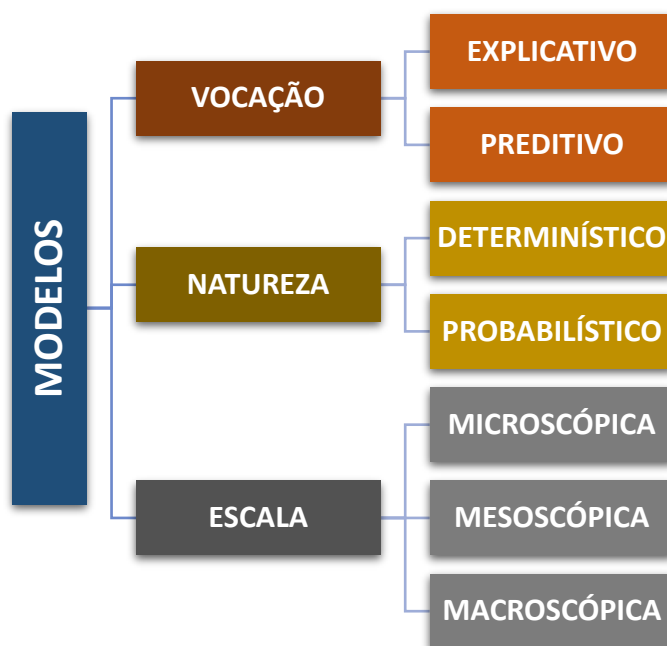 MODELOS
VOCAÇÃO
EXPLICATIVO
PREDITIVO
NATUREZA
DETERMINÍSTICO
PROBABILÍSTICO
ESCALA
MICROSCÓPICA
MESOSCÓPICA
MACROSCÓPICA